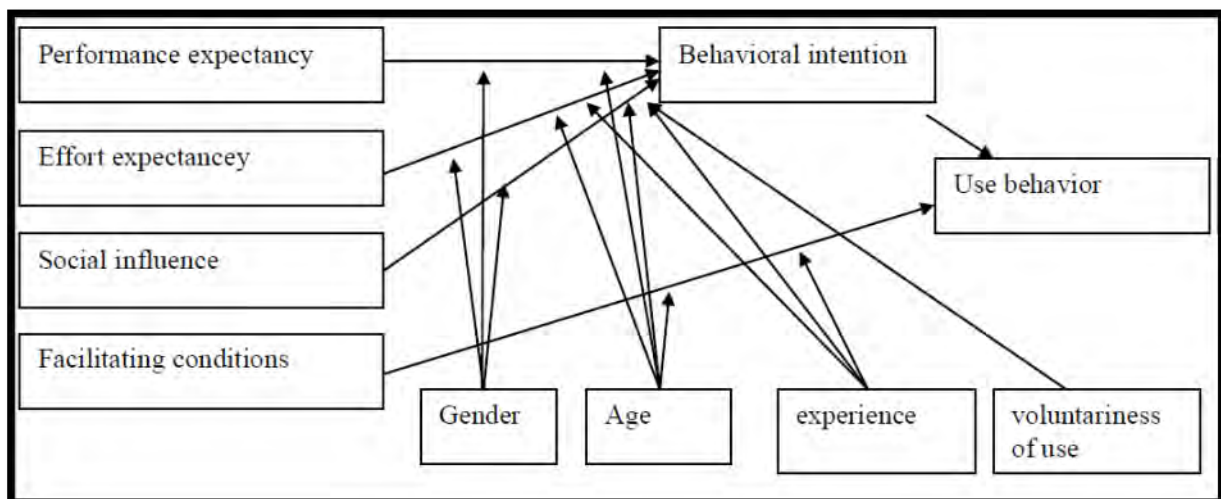 Performance expectancy
Behavioral intention
Effort expectancey
Use behavior
Social influence
Facilitating conditions
Gender
Age
experience
voluntariness
of use